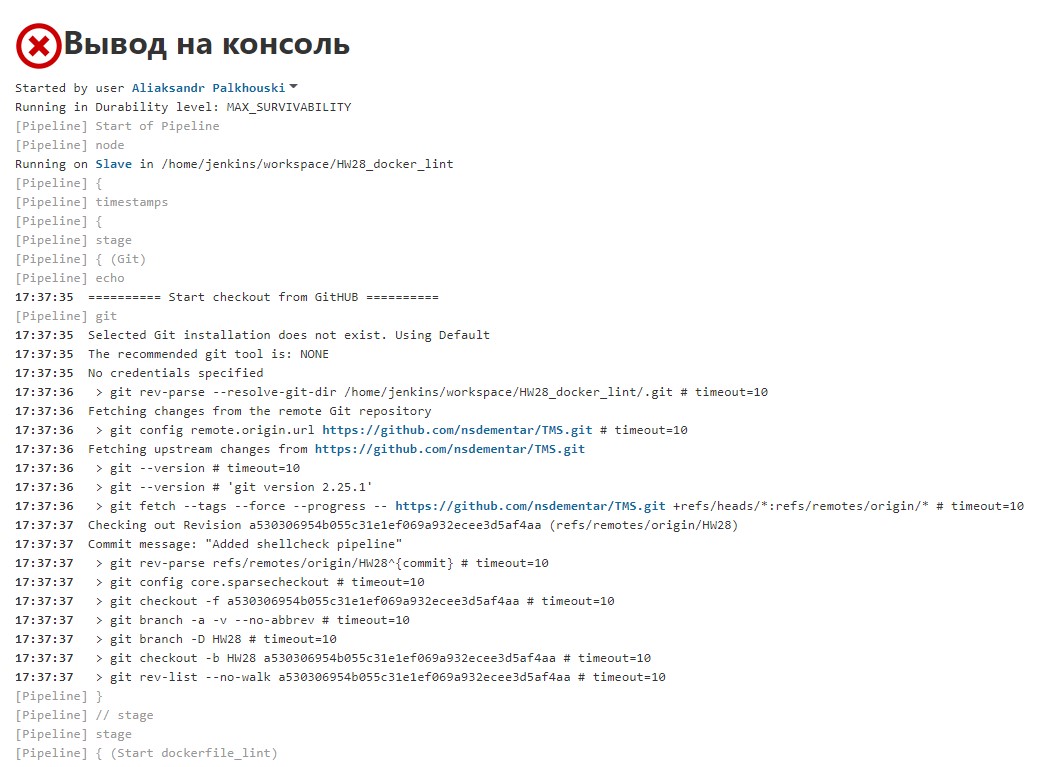 Вывод на консоль
Started by user Aliaksandr Palkhouski
Running in Durability level: MAX_SURVIVABILITY
[Pipeline] Start of Pipeline
[Pipeline] node
Running on Slave in /home/jenkins/workspace/HW28_docker_lint
[Pipeline] {
[Pipeline] timestamps
[Pipeline] {
[Pipeline] stage
[Pipeline] { (Git)
[Pipeline] echo
17:37:35 ========== Start checkout from GitHUB ==========
[Pipeline] git
17:37:35 Selected Git installation does not exist. Using Default
17:37:35 The recommended git tool is: NONE
17:37:35 No credentials specified
17:37:36 > git rev-parse --resolve-git-dir /home/jenkins/workspace/HW28_docker_lint/.git # timeout=10
17:37:36 Fetching changes from the remote Git repository
17:37:36 > git config remote.origin.url https://github.com/nsdementar/TMS.git # timeout=10
17:37:36 Fetching upstream changes from https://github.com/nsdementar/TMS.git
17:37:36 > git --version # timeout=10
17:37:36 > git --version # 'git version 2.25.1'
17:37:36 > git fetch --tags --force --progress -- https://github.com/nsdementar/TMS.git +refs/heads/*:refs/remotes/origin/* # timeout=10
17:37:37 Checking out Revision a530306954b055c31e1ef069a932ecee3d5af4aa (refs/remotes/origin/HW28)
17:37:37 Commit message: "Added shellcheck pipeline"
17:37:37 > git rev-parse refs/remotes/origin/HW28^{commit} # timeout=10
17:37:37 > git config core.sparsecheckout # timeout=10
17:37:37 > git checkout -f a530306954b055c31e1ef069a932ecee3d5af4aa # timeout=10
17:37:37 > git branch -a -v --no-abbrev # timeout=10
17:37:37 > git branch -D HW28 # timeout=10
17:37:37 > git checkout -b HW28 a530306954b055c31e1ef069a932ecee3d5af4aa # timeout=10
17:37:37 > git rev-list --no-walk a530306954b055c31e1ef069a932ecee3d5af4aa # timeout=10
[Pipeline] }
[Pipeline] // stage
[Pipeline] stage
[Pipeline] { (Start dockerfile_lint)